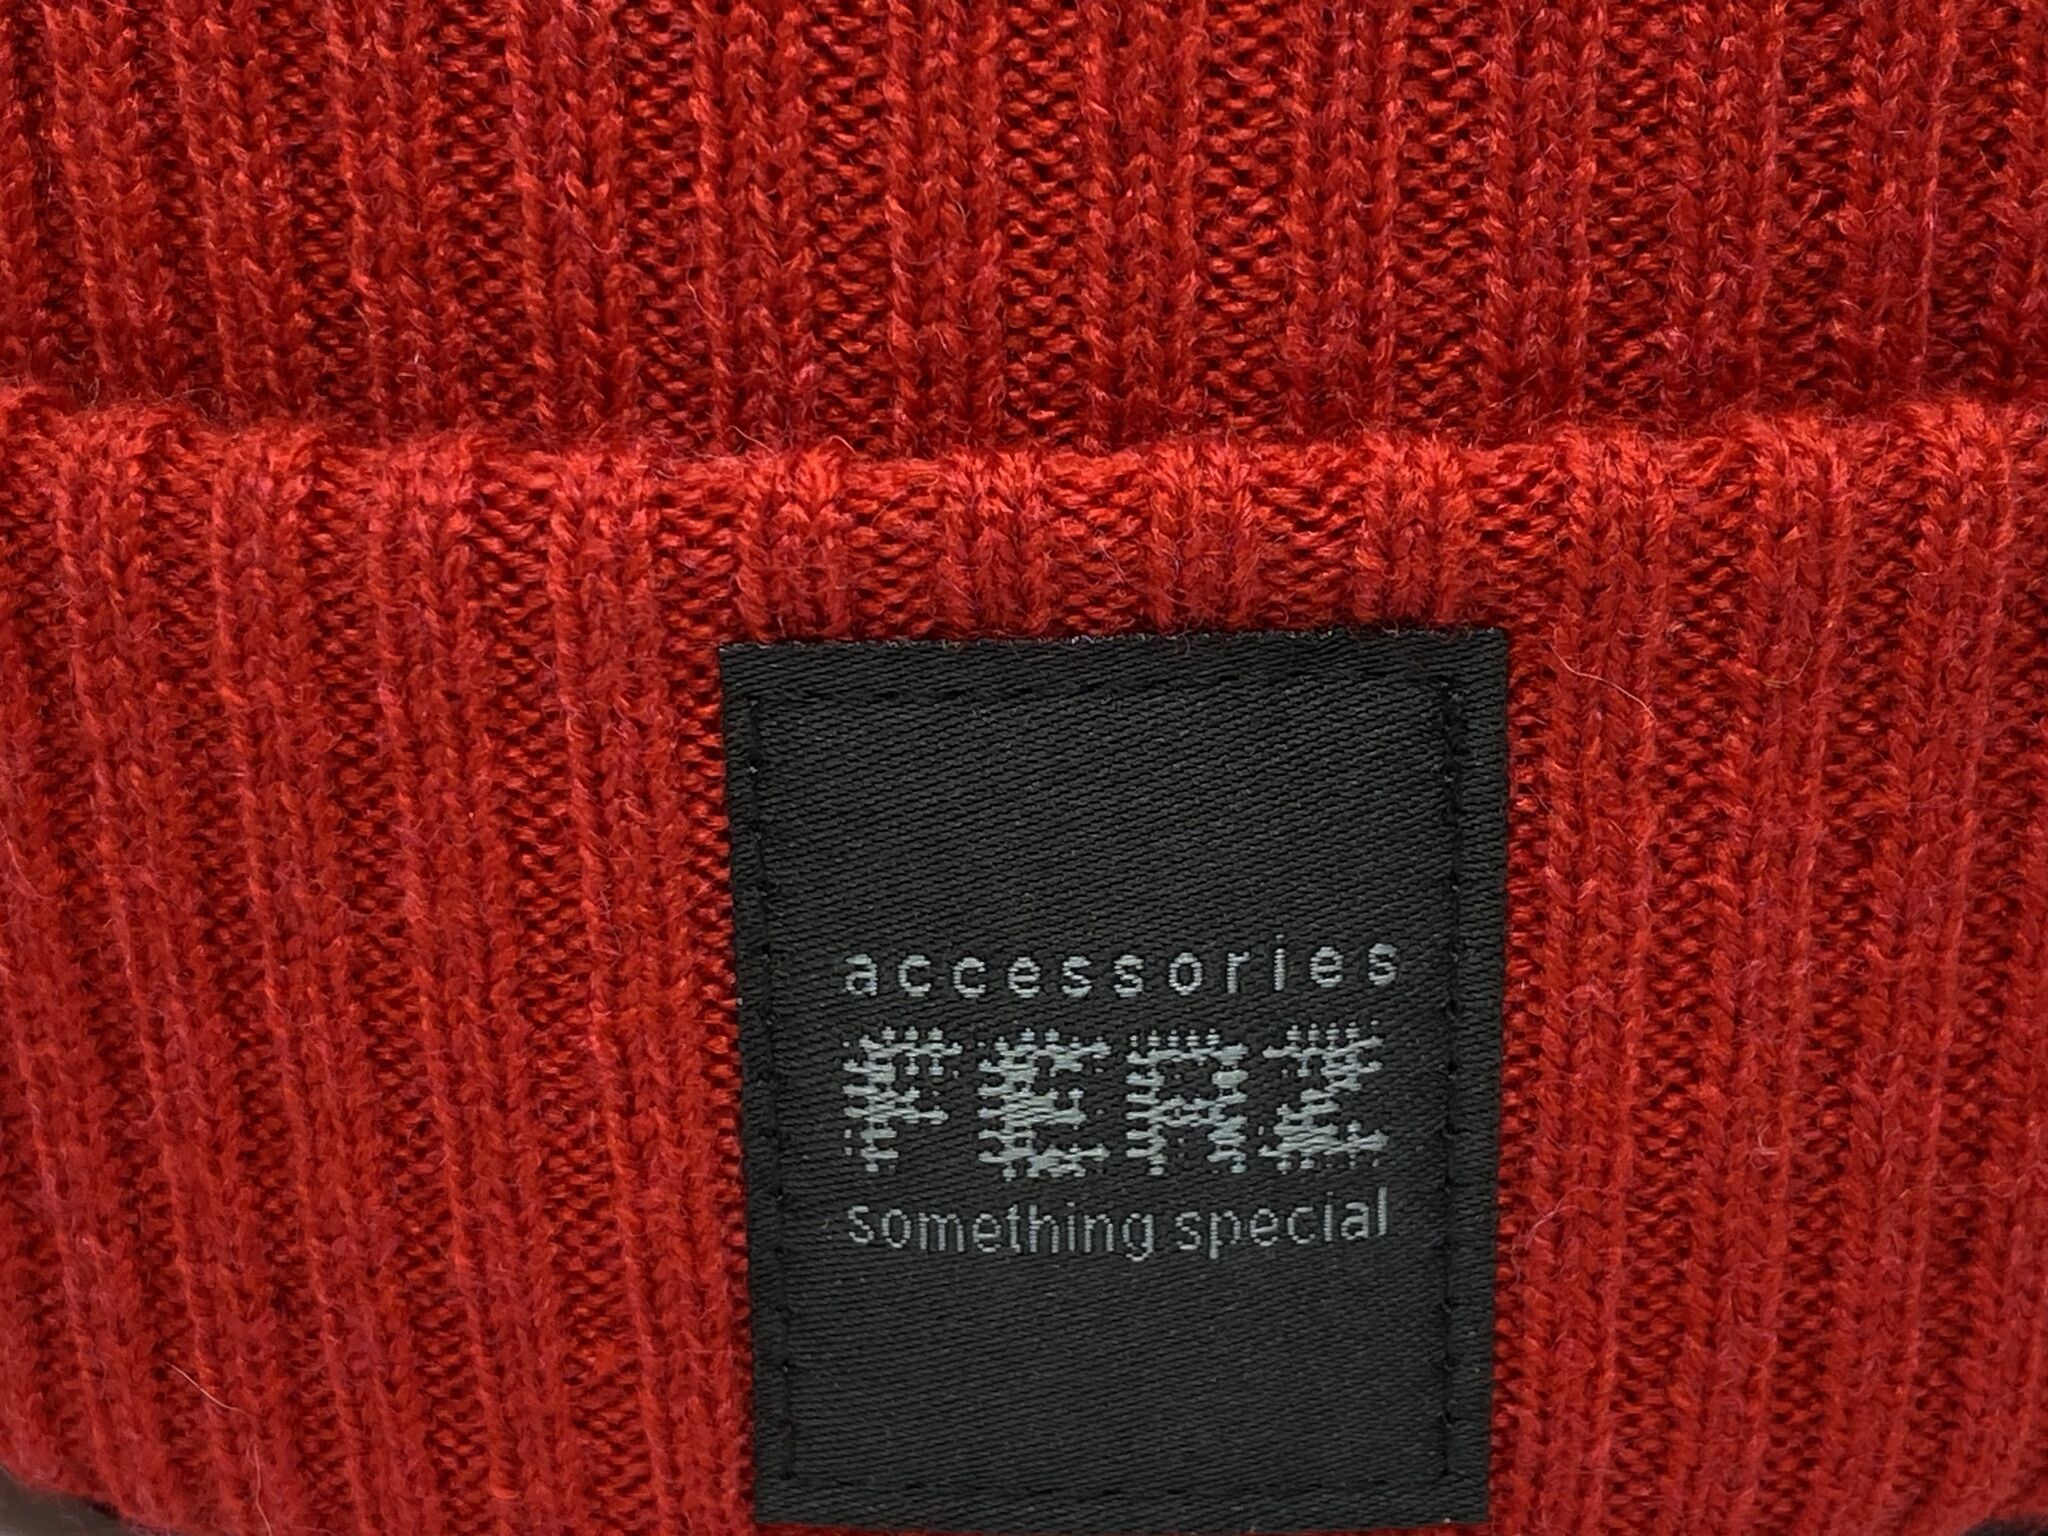 accessories
FERZ
something special